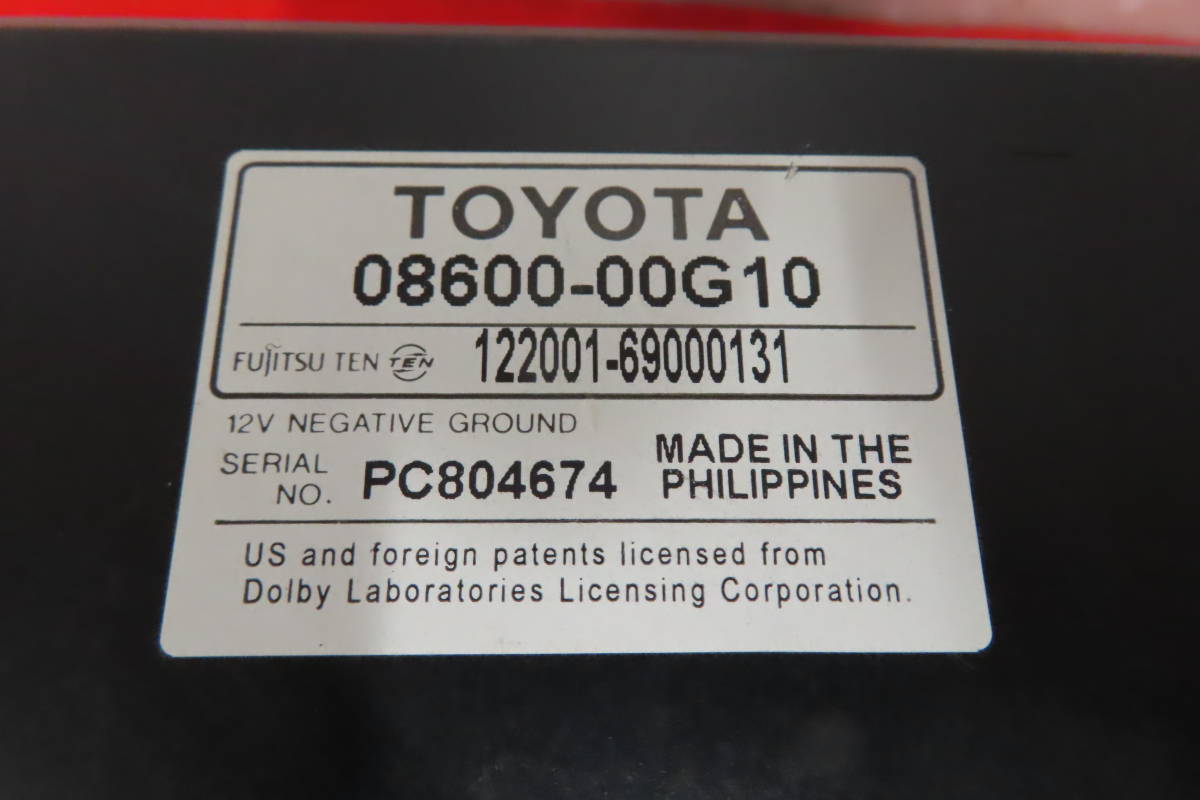 TOYOTA
08600-00G10
FUJITSU TEN TEN 122001-69000131
12V NEGATIVE GROUND
SERIAL NO. PC804674
MADE IN THE
PHILIPPINES
US and foreign patents licensed from
Dolby Laboratories Licensing Corporation.